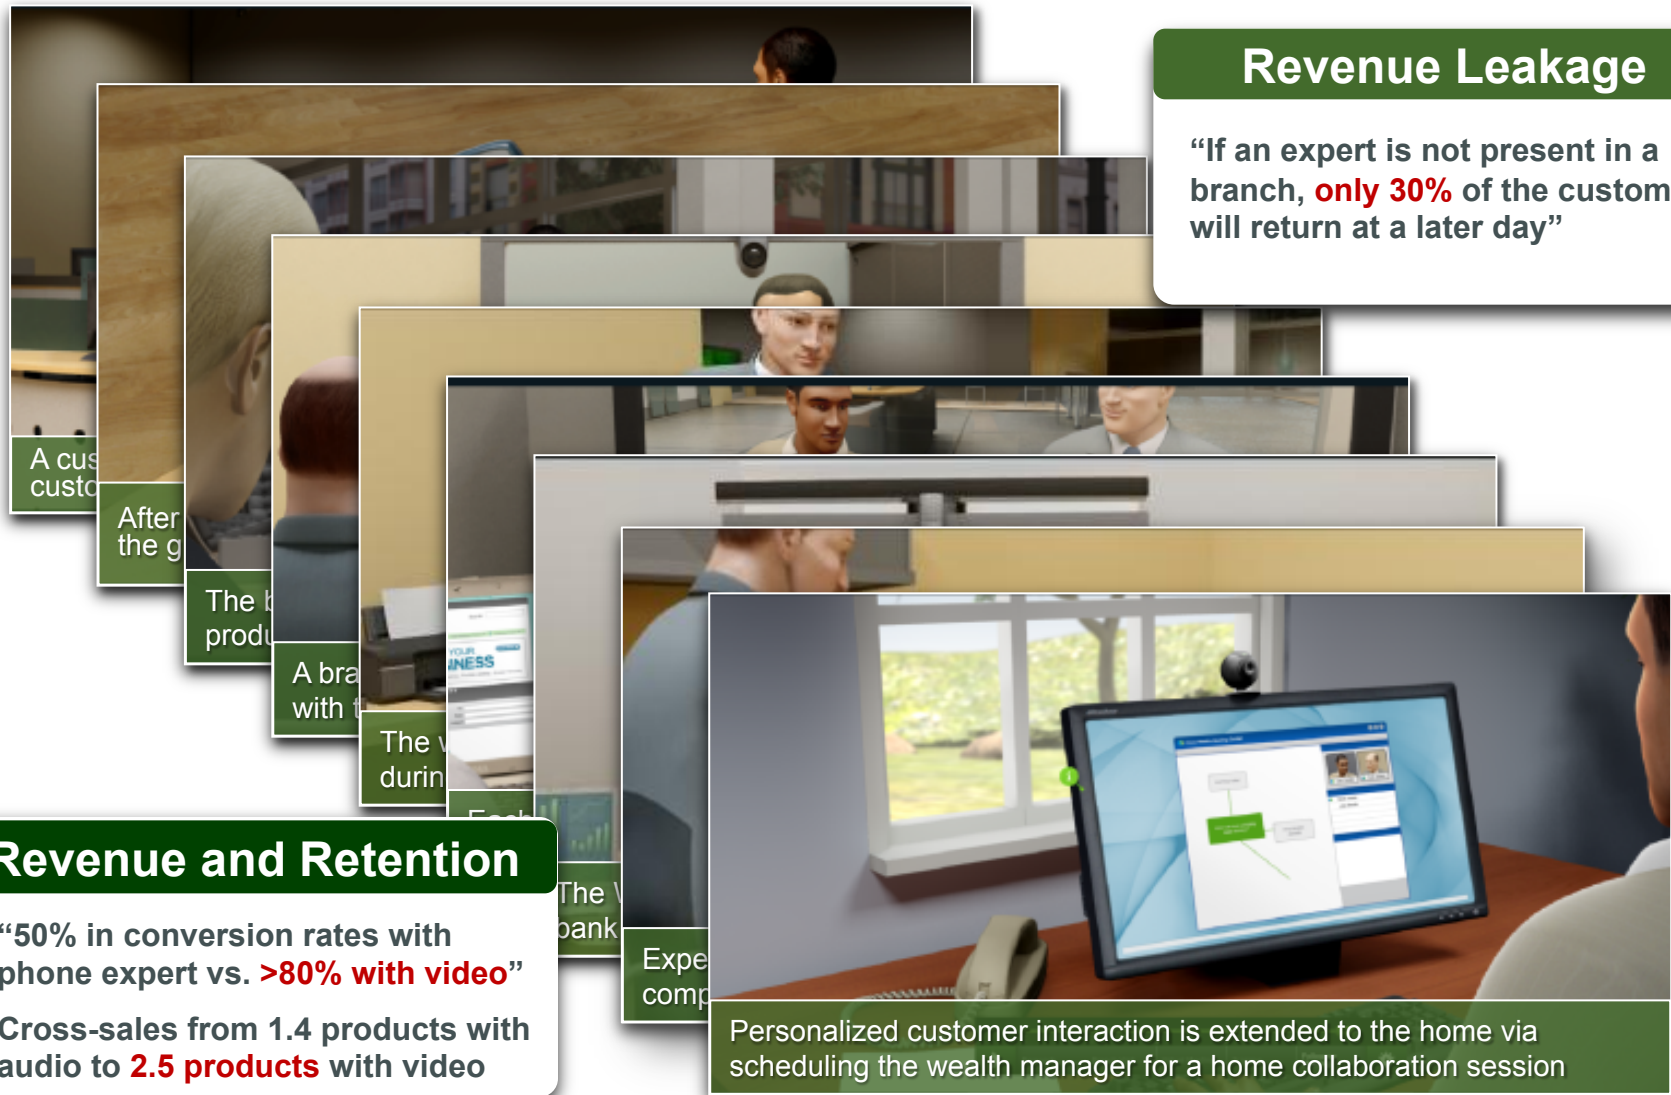 Revenue Leakage
“If an expert is not present in a
branch, only 30% of the custom
will return at a later day”
A cus
custo
After
the g
The b
produ
A bra
with t
The w
durin
Each
The W
bank
Expe
comp
YOUR
Revenue and Retention
“50% in conversion rates with
phone expert vs. >80% with video”
Cross-sales from 1.4 products with
audio to 2.5 products with video
Personalized customer interaction is extended to the home via
scheduling the wealth manager for a home collaboration session